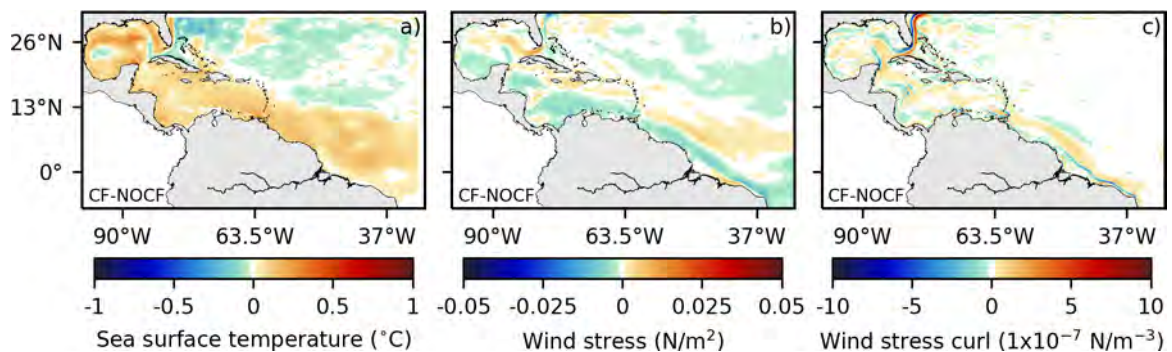 a) b) c)
26°N
13°N
0°
CF-NOCF CF-NOCF CF-NOCF
90°W 63.5°W 37°W 90°W 63.5°W 37°W 90°W 63.5°W 37°W
-1 -0.5 0 0.5 1 -0.05 -0.025 0 0.025 0.05 -10 -5 0 5 10
Sea surface temperature (°C) Wind stress (N/m²) Wind stress curl (1x10⁻⁷ N/m⁻³)